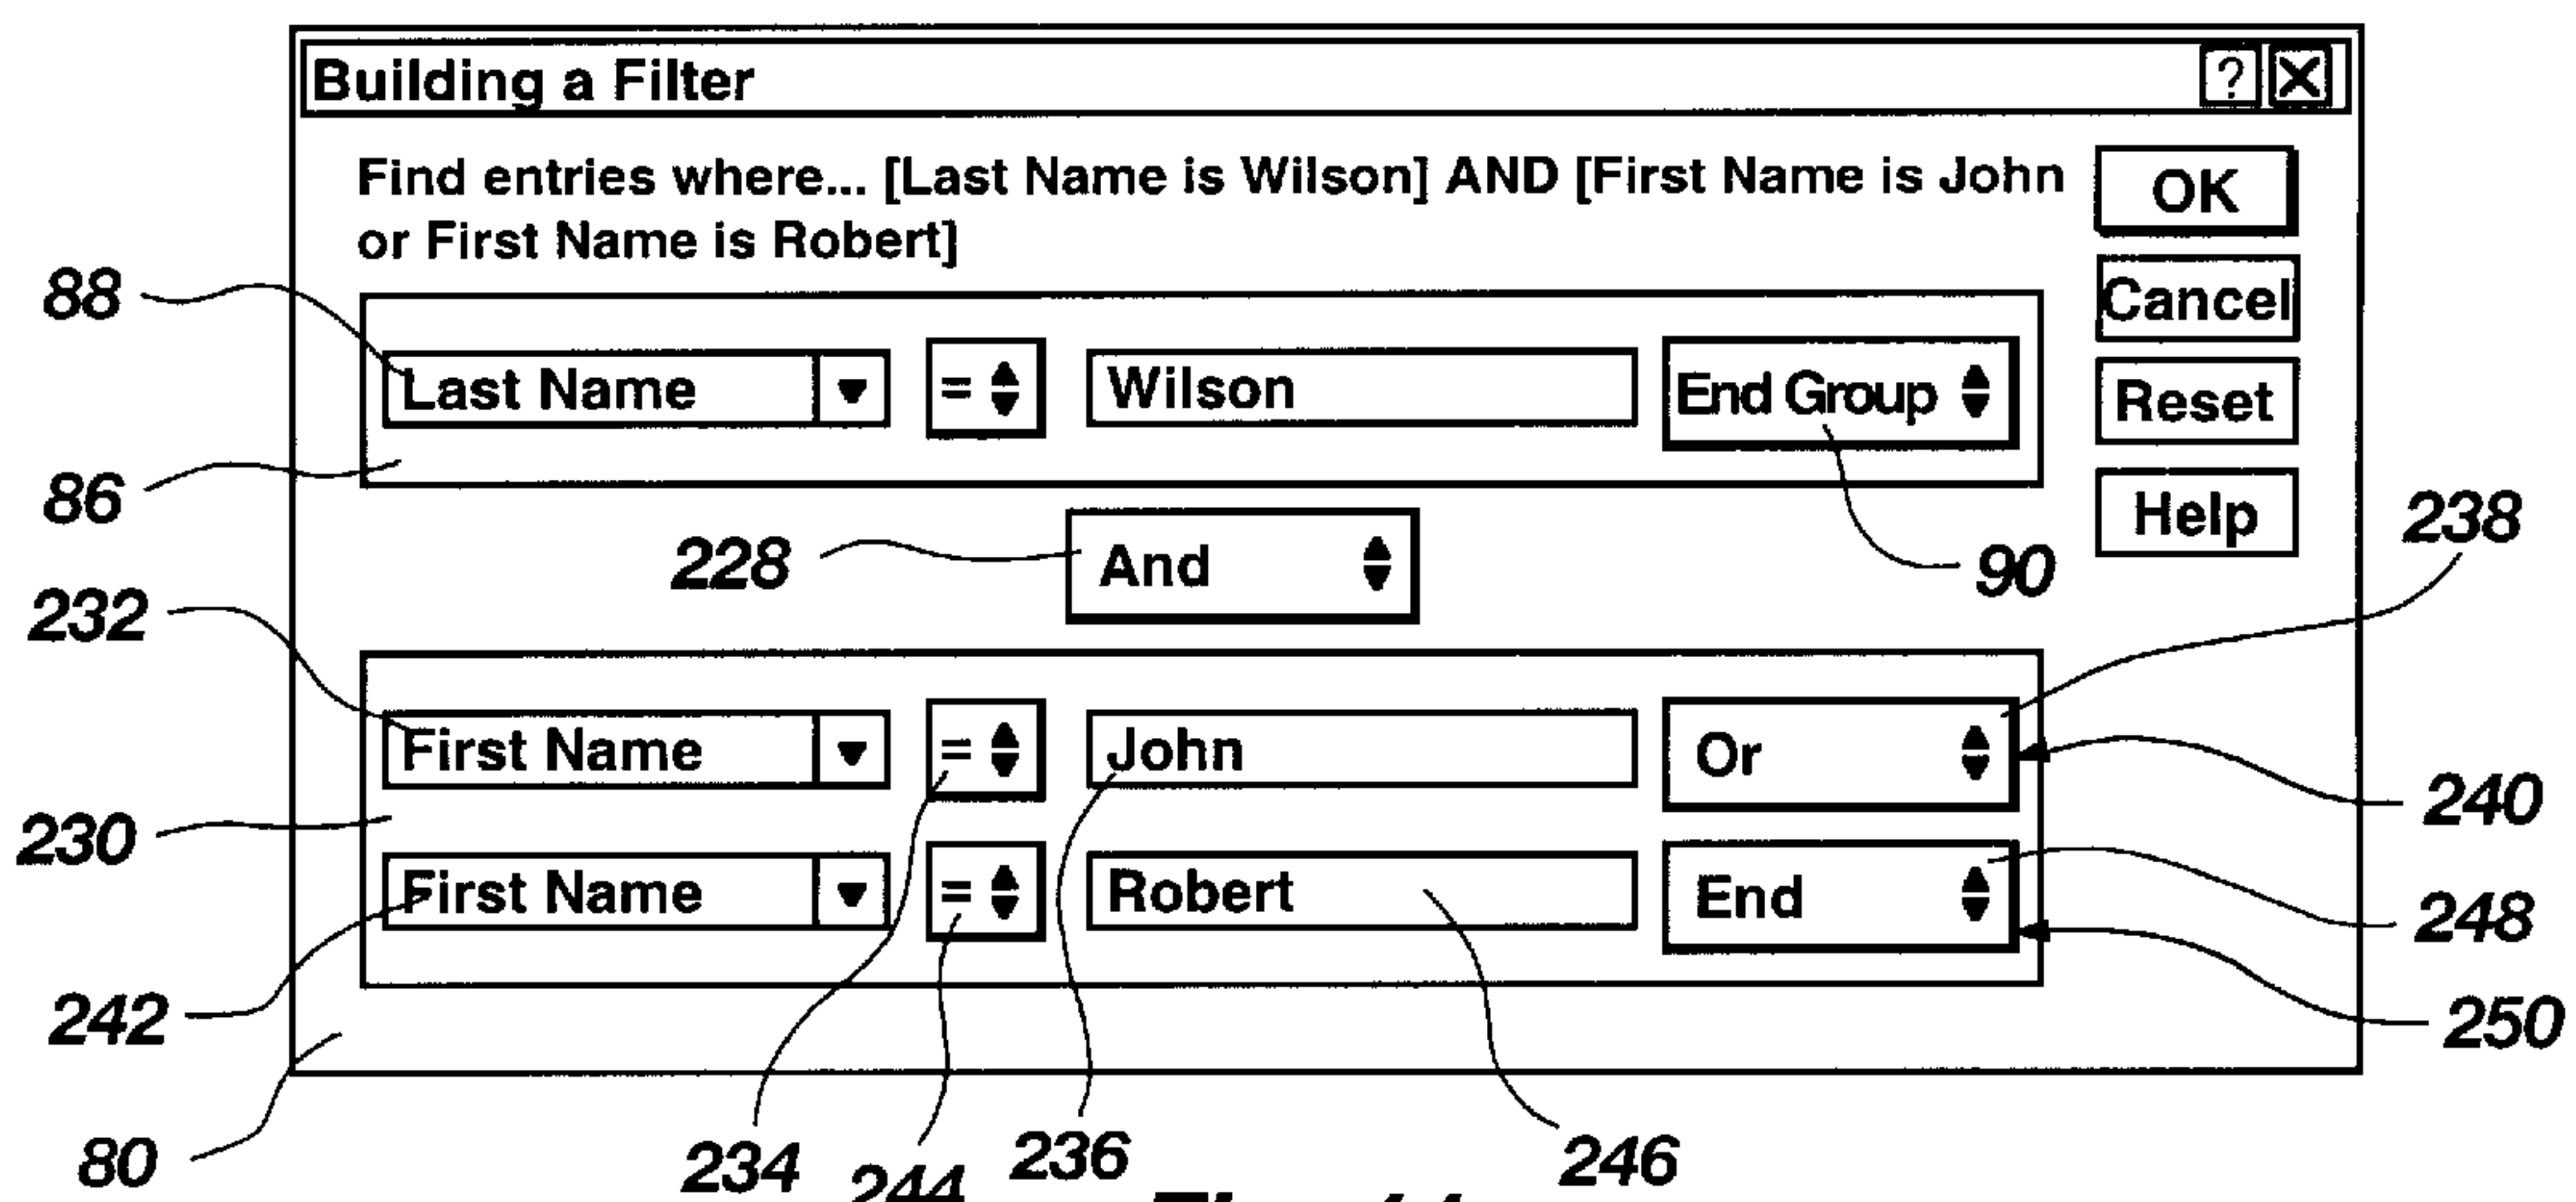 Building a Filter ?
Find entries where... [Last Name is Wilson] AND [First Name is John
or First Name is Robert]
OK
Cancel
Reset
Help
88
Last Name = Wilson End Group
86
90
228
And
238
232
First Name = John Or
240
230
First Name = Robert End
248
242
250
80
234
244
236
246